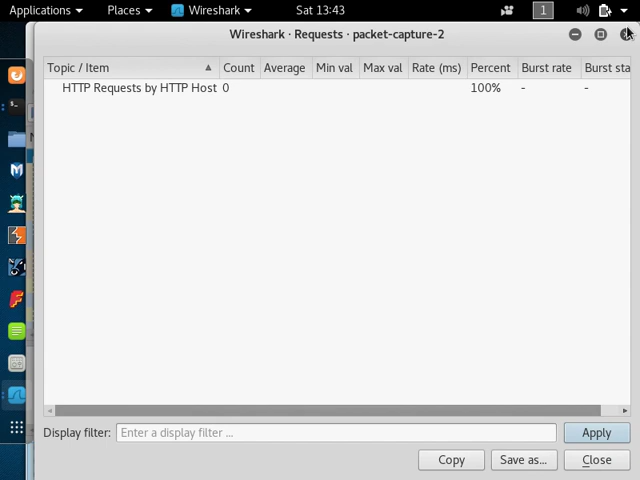 Applications Places Wireshark Sat 13:43 1
Wireshark · Requests · packet-capture-2
Topic / Item Count Average Min val Max val Rate (ms) Percent Burst rate Burst sta
HTTP Requests by HTTP Host 0 100% - -
Display filter: Enter a display filter ... Apply
Copy Save as... Close